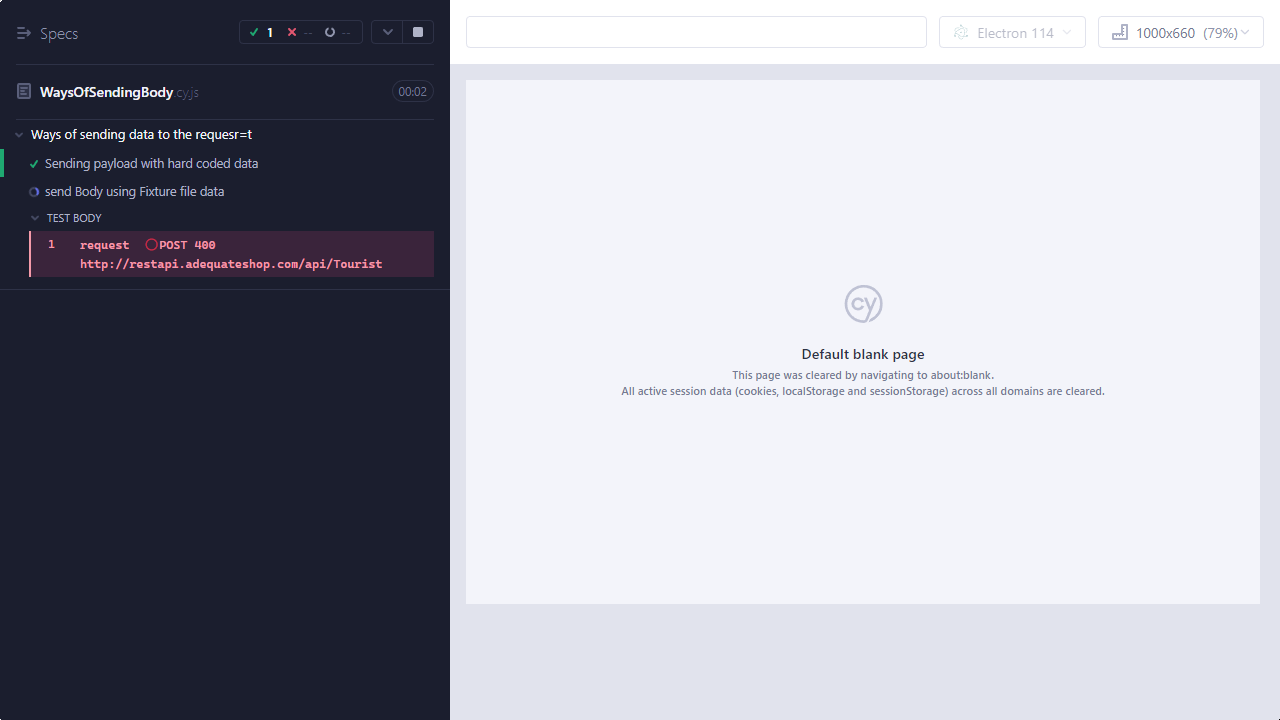 Specs
1
--
--
Electron 114
1000x660 (79%)
WaysOfSendingBody.cy.js
00:02
Ways of sending data to the requesr=t
Sending payload with hard coded data
send Body using Fixture file data
TEST BODY
1 request POST 400
http://restapi.adequateshop.com/api/Tourist
cy
Default blank page
This page was cleared by navigating to about:blank.
All active session data (cookies, localStorage and sessionStorage) across all domains are cleared.